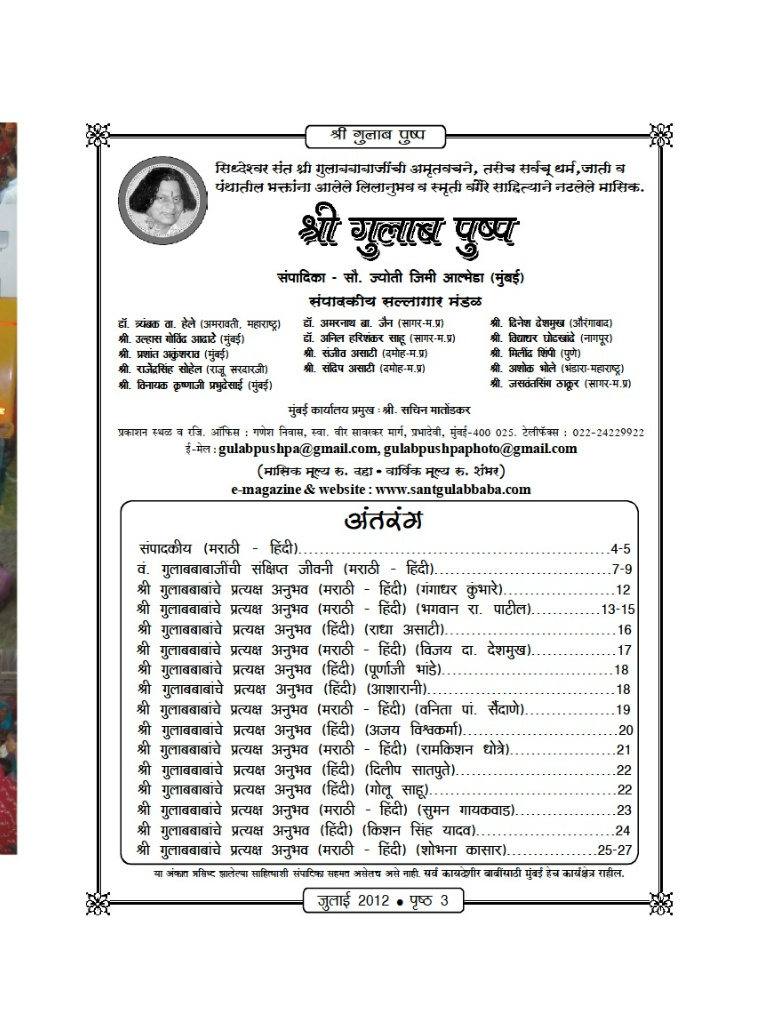 श्री गुलाब पुष्प
सिध्देश्वर संत श्री गुलाबबाबाजींची अमृतवचने, तसेच सर्वच धर्म,जाती व
पंथातील भक्तांना आलेले लिलानुभव व स्मृती वगैरे साहित्याने नटलेले मासिक.
श्री गुलाब पुष्प
संपादिका - सौ. ज्योती जिमी आल्मेडा (मुंबई)
संपादकीय सल्लागार मंडळ
डॉ. त्र्यंबक ता. हेले (अमरावती, महाराष्ट्र)
श्री. उल्हास गोविंद आद्राटे (मुंबई)
श्री. प्रशांत अकुंशराव (मुंबई)
श्री. राजेंद्रसिंह सोहेल (राजू सरदारजी)
श्री. विनायक कृष्णाजी प्रभुदेसाई (मुंबई)
डॉ. अमरनाथ बा. जैन (सागर-म.प्र)
डॉ. अनिल हरिशंकर साहू (सागर-म.प्र)
श्री. संजीव असाटी (दमोह-म.प्र)
श्री. संदिप असाटी (दमोह-म.प्र)
श्री. दिनेश देशमुख (औरंगाबाद)
श्री. विद्याधर घोडखांदे (नागपूर)
श्री. मिलींद शिंपी (पुणे)
श्री. अशोक भोले (भंडारा-महाराष्ट्र)
श्री. जसवंतसिंग ठाकूर (सागर-म.प्र)
मुंबई कार्यालय प्रमुख : श्री. सचिन मातोंडकर
प्रकाशन स्थळ व रजि. ऑफिस : गणेश निवास, स्वा. वीर सावरकर मार्ग, प्रभादेवी, मुंबई-400 025. टेलीफॅक्स : 022-24229922
ई-मेल : gulabpushpa@gmail.com, gulabpushpaphoto@gmail.com
(मासिक मूल्य रु. दहा • वार्षिक मूल्य रु. शंभर)
e-magazine & website : www.santgulabbaba.com
अंतरंग
संपादकीय (मराठी - हिंदी)........................................4-5
वं. गुलाबबाबाजींची संक्षिप्त जीवनी (मराठी - हिंदी)......................7-9
श्री गुलाबबाबांचे प्रत्यक्ष अनुभव (मराठी - हिंदी) (गंगाधर कुंभारे)..............12
श्री गुलाबबाबांचे प्रत्यक्ष अनुभव (मराठी - हिंदी) (भगवान रा. पाटील)............13-15
श्री गुलाबबाबांचे प्रत्यक्ष अनुभव (हिंदी) (राधा असाटी).....................16
श्री गुलाबबाबांचे प्रत्यक्ष अनुभव (मराठी - हिंदी) (विजय दा. देशमुख)..........17
श्री गुलाबबाबांचे प्रत्यक्ष अनुभव (मराठी - हिंदी) (पूर्णाजी भांडे)....................18
श्री गुलाबबाबांचे प्रत्यक्ष अनुभव (हिंदी) (आशारानी).......................18
श्री गुलाबबाबांचे प्रत्यक्ष अनुभव (मराठी - हिंदी) (वनिता पां. सैंदाणे)...........19
श्री गुलाबबाबांचे प्रत्यक्ष अनुभव (हिंदी) (अजय विश्वकर्मा)...................20
श्री गुलाबबाबांचे प्रत्यक्ष अनुभव (मराठी - हिंदी) (रामकिशन धोत्रे).............21
श्री गुलाबबाबांचे प्रत्यक्ष अनुभव (हिंदी) (दिलीप सातपुते)...................22
श्री गुलाबबाबांचे प्रत्यक्ष अनुभव (हिंदी) (गोलू साहू).......................22
श्री गुलाबबाबांचे प्रत्यक्ष अनुभव (मराठी - हिंदी) (सुमन गायकवाड)............23
श्री गुलाबबाबांचे प्रत्यक्ष अनुभव (हिंदी) (किशन सिंह यादव)................24
श्री गुलाबबाबांचे प्रत्यक्ष अनुभव (मराठी - हिंदी) (शोभना कासार)..............25-27
या अंकात प्रसिध्द झालेल्या साहित्याशी संपादिका सहमत असेलच असे नाही. सर्व कायदेशीर बाबींसाठी मुंबई हेच कार्यक्षेत्र राहील.
जुलाई 2012 • पृष्ठ 3